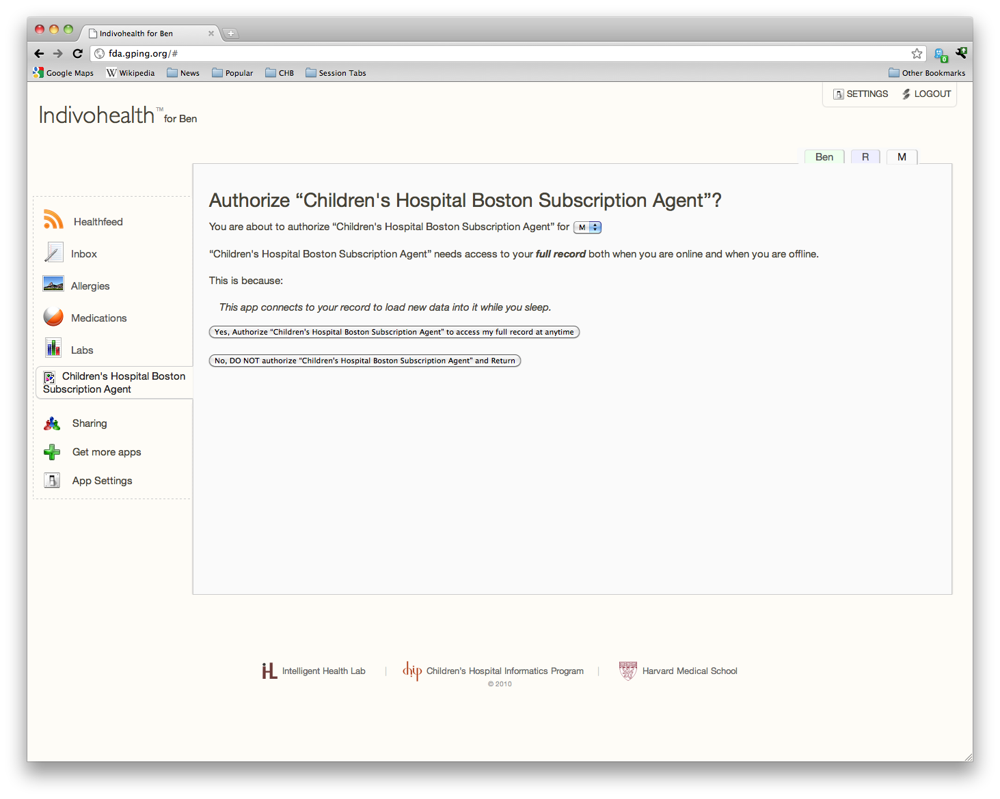 Indivohealth for Ben
fda.gping.org/#
0
Google Maps
Wikipedia
News
Popular
CHB
Session Tabs
Other Bookmarks
SETTINGS
LOGOUT
Indivohealth™ for Ben
Ben
R
M
Healthfeed
Inbox
Allergies
Medications
Labs
Children's Hospital Boston
Subscription Agent
Sharing
Get more apps
App Settings
Authorize “Children's Hospital Boston Subscription Agent”?
You are about to authorize “Children's Hospital Boston Subscription Agent” for M
“Children's Hospital Boston Subscription Agent” needs access to your full record both when you are online and when you are offline.
This is because:
This app connects to your record to load new data into it while you sleep.
Yes, Authorize “Children's Hospital Boston Subscription Agent” to access my full record at anytime
No, DO NOT authorize “Children's Hospital Boston Subscription Agent” and Return
iHL Intelligent Health Lab
chip Children's Hospital Informatics Program
Harvard Medical School
© 2010